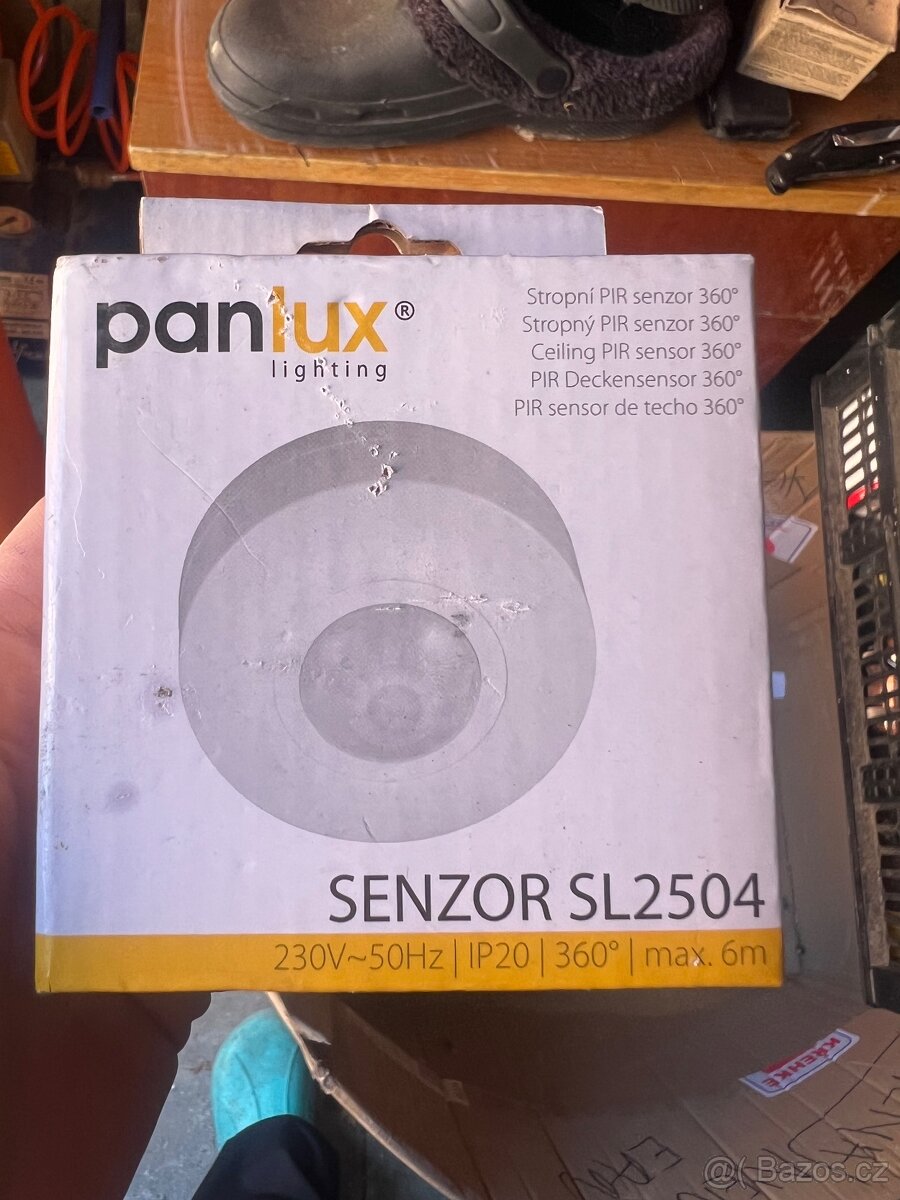 panlux®
lighting
Stropní PIR senzor 360°
Stropný PIR senzor 360°
Ceiling PIR sensor 360°
PIR Deckensensor 360°
PIR sensor de techo 360°
SENZOR SL2504
230V~50Hz | IP20 | 360° | max. 6m
KŘEHKÉ
@( Bazos.cz